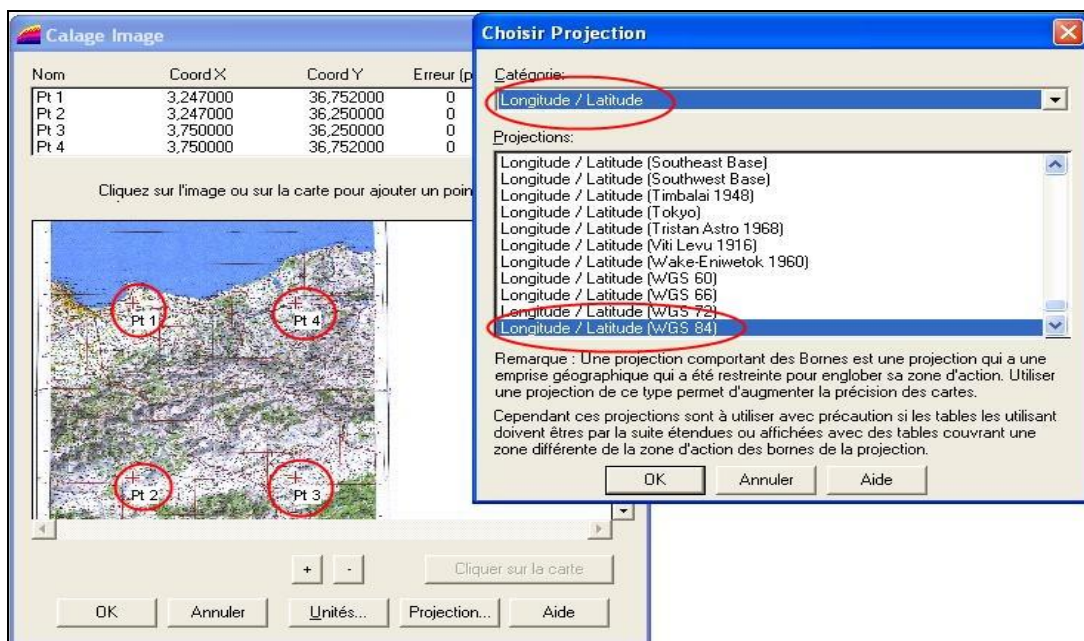 Calage Image
Nom Coord X Coord Y Erreur (p
Pt 1 3,247000 36,752000 0
Pt 2 3,247000 36,250000 0
Pt 3 3,750000 36,250000 0
Pt 4 3,750000 36,752000 0
Cliquez sur l'image ou sur la carte pour ajouter un poin
Pt 1
Pt 4
Pt 2
Pt 3
+ -
Cliquer sur la carte
OK Annuler Unités... Projection... Aide
Choisir Projection
Catégorie:
Longitude / Latitude
Projections:
Longitude / Latitude (Southeast Base)
Longitude / Latitude (Southwest Base)
Longitude / Latitude (Timbalai 1948)
Longitude / Latitude (Tokyo)
Longitude / Latitude (Tristan Astro 1968)
Longitude / Latitude (Viti Levu 1916)
Longitude / Latitude (Wake-Eniwetok 1960)
Longitude / Latitude (WGS 60)
Longitude / Latitude (WGS 66)
Longitude / Latitude (WGS 72)
Longitude / Latitude (WGS 84)
Remarque : Une projection comportant des Bornes est une projection qui a une
emprise géographique qui a été restreinte pour englober sa zone d'action. Utiliser
une projection de ce type permet d'augmenter la précision des cartes.
Cependant ces projections sont à utiliser avec précaution si les tables les utilisant
doivent êtres par la suite étendues ou affichées avec des tables couvrant une
zone différente de la zone d'action des bornes de la projection.
OK Annuler Aide